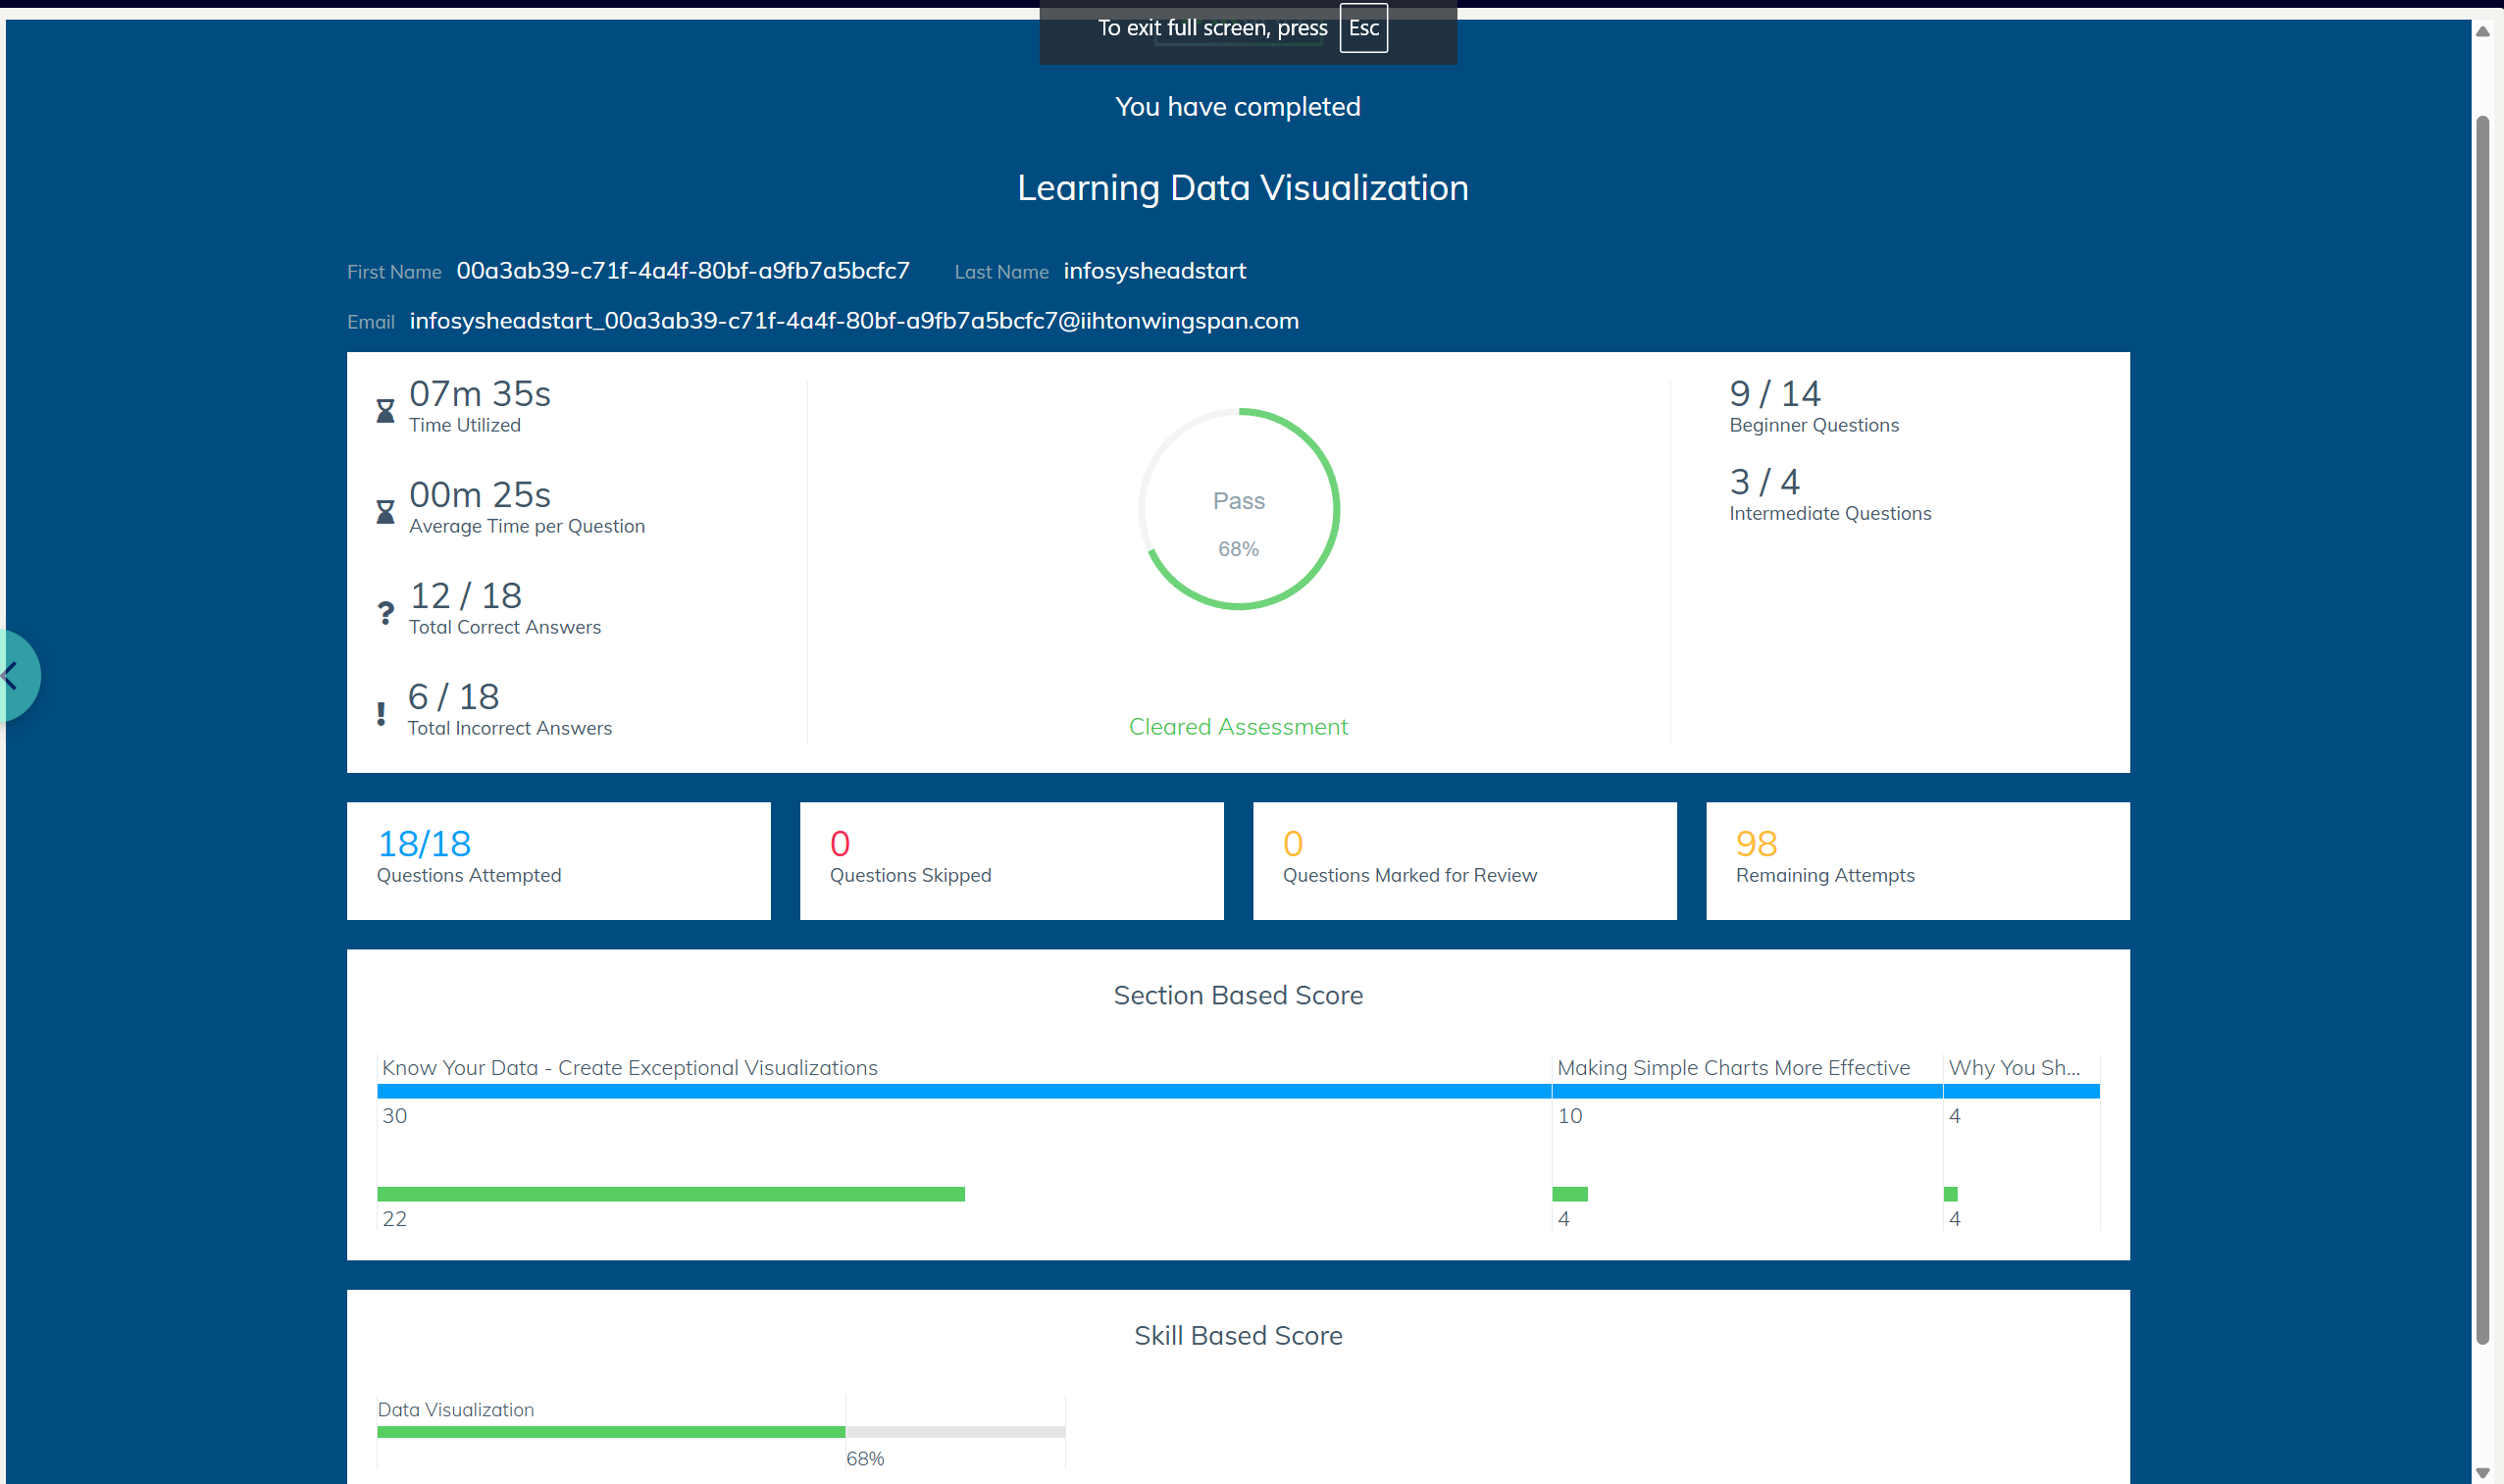 To exit full screen, press Esc
You have completed
Learning Data Visualization
First Name 00a3ab39-c71f-4a4f-80bf-a9fb7a5bcfc7 Last Name infosysheadstart
Email infosysheadstart_00a3ab39-c71f-4a4f-80bf-a9fb7a5bcfc7@iihtonwingspan.com
07m 35s
Time Utilized
00m 25s
Average Time per Question
12 / 18
Total Correct Answers
6 / 18
Total Incorrect Answers
Pass
68%
Cleared Assessment
9 / 14
Beginner Questions
3 / 4
Intermediate Questions
18/18
Questions Attempted
0
Questions Skipped
0
Questions Marked for Review
98
Remaining Attempts
Section Based Score
Know Your Data - Create Exceptional Visualizations Making Simple Charts More Effective Why You Sh...
30 10 4
22 4 4
Skill Based Score
Data Visualization
68%